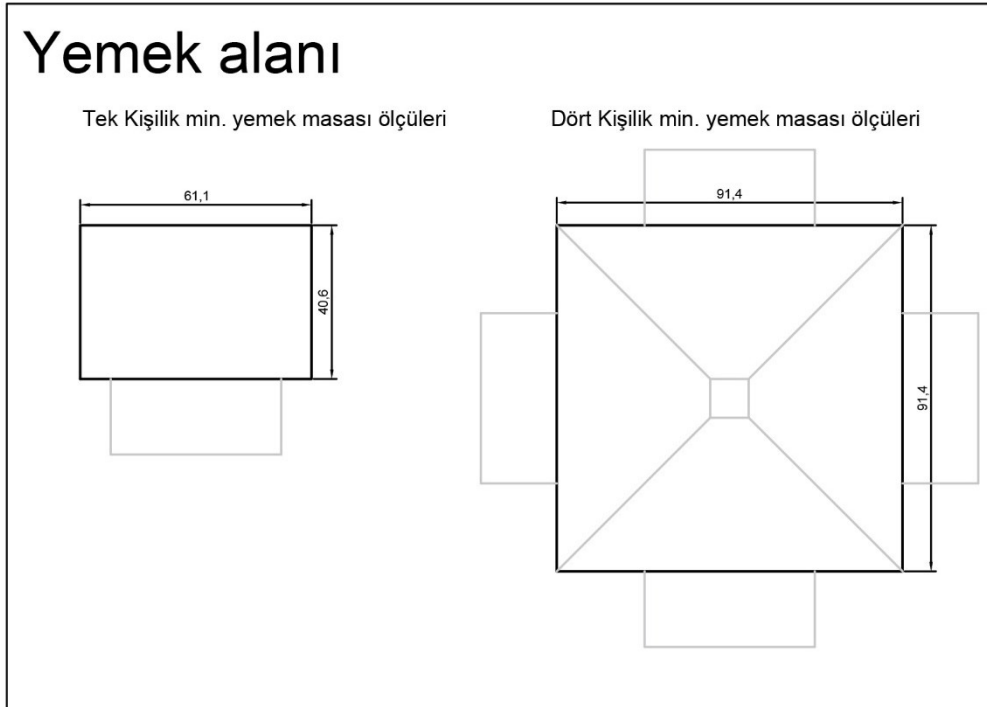 Yemek alanı
Tek Kişilik min. yemek masası ölçüleri
Dört Kişilik min. yemek masası ölçüleri
61,1
91,4
40,6
91,4